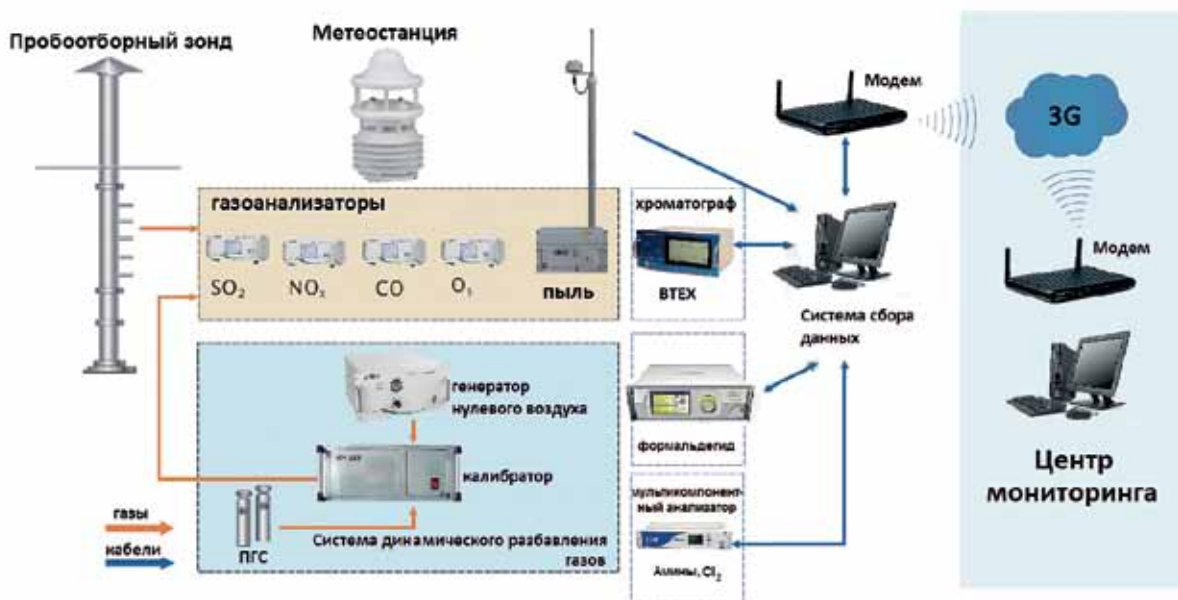 Пробоотборный зонд
Метеостанция
Модем
3G
газоанализаторы
SO₂
NOₓ
CO
O₃
пыль
хроматограф
BTEX
Модем
Система сбора
данных
генератор
нулевого воздуха
калибратор
формальдегид
Центр
мониторинга
мультикомпонент-
ный анализатор
газы
кабели
ПГС
Система динамического разбавления
газов
Амины, Cl₂